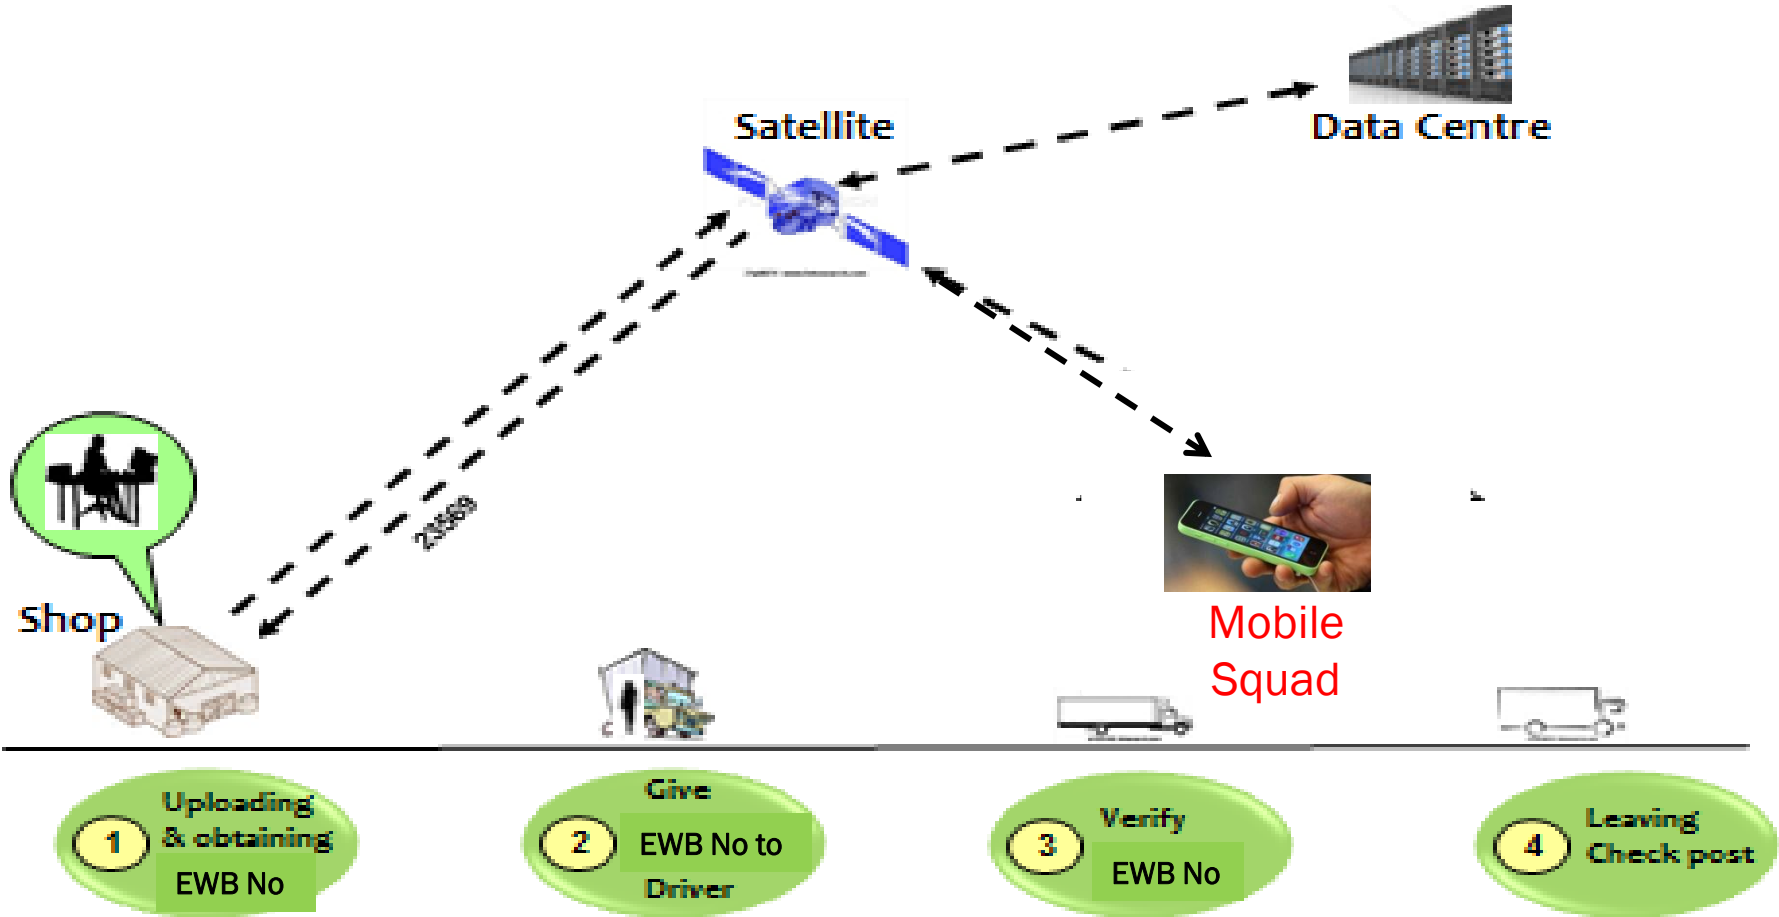 Satellite
Data Centre
23569
Shop
Mobile
Squad
1
Uploading
& obtaining
EWB No
2
Give
EWB No to
Driver
3
Verify
EWB No
4
Leaving
Check post